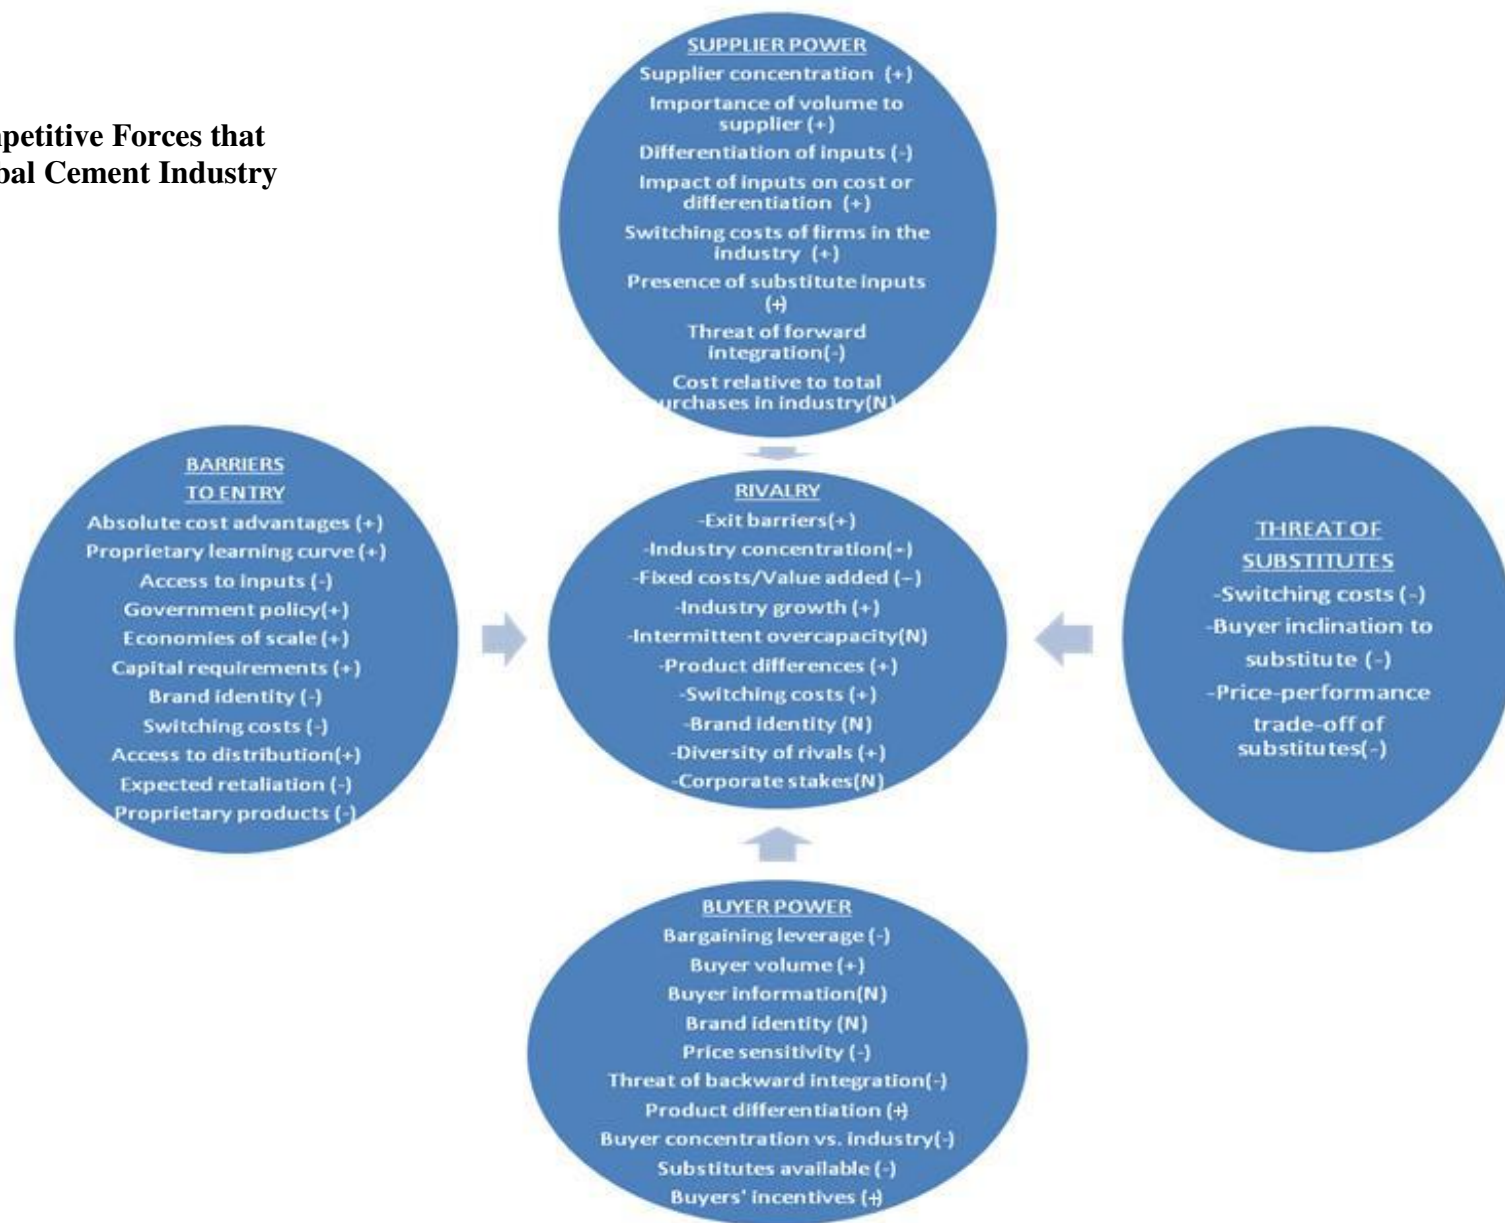 mpetitive Forces that
bal Cement Industry
SUPPLIER POWER
Supplier concentration (+)
Importance of volume to
supplier (+)
Differentiation of inputs (-)
Impact of inputs on cost or
differentiation (+)
Switching costs of firms in the
industry (+)
Presence of substitute inputs
(+)
Threat of forward
integration(-)
Cost relative to total
urchases in industry(N)
BARRIERS
TO ENTRY
Absolute cost advantages (+)
Proprietary learning curve (+)
Access to inputs (-)
Government policy(+)
Economies of scale (+)
Capital requirements (+)
Brand identity (-)
Switching costs (-)
Access to distribution(+)
Expected retaliation (-)
Proprietary products (-)
RIVALRY
-Exit barriers(+)
-Industry concentration(–)
-Fixed costs/Value added (–)
-Industry growth (+)
-Intermittent overcapacity(N)
-Product differences (+)
-Switching costs (+)
-Brand identity (N)
-Diversity of rivals (+)
-Corporate stakes(N)
THREAT OF
SUBSTITUTES
-Switching costs (-)
-Buyer inclination to
substitute (-)
-Price-performance
trade-off of
substitutes(-)
BUYER POWER
Bargaining leverage (-)
Buyer volume (+)
Buyer information(N)
Brand identity (N)
Price sensitivity (-)
Threat of backward integration(-)
Product differentiation (+)
Buyer concentration vs. industry(-)
Substitutes available (-)
Buyers' incentives (+)